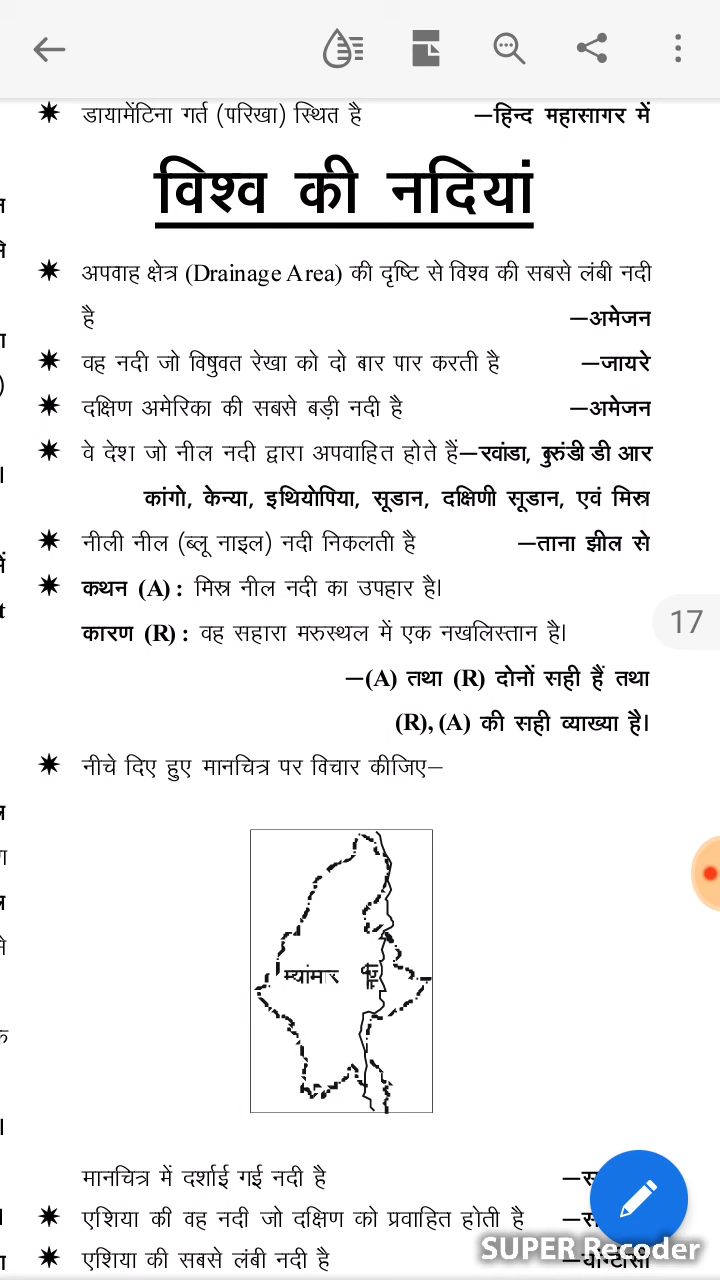 ✷ डायामेंटिना गर्त (परिखा) स्थित है –हिन्द महासागर में
विश्व की नदियां
✷ अपवाह क्षेत्र (Drainage Area) की दृष्टि से विश्व की सबसे लंबी नदी
है –अमेजन
✷ वह नदी जो विषुवत रेखा को दो बार पार करती है –जायरे
✷ दक्षिण अमेरिका की सबसे बड़ी नदी है –अमेजन
✷ वे देश जो नील नदी द्वारा अपवाहित होते हैं–रवांडा, बुरुंडी डी आर
कांगो, केन्या, इथियोपिया, सूडान, दक्षिणी सूडान, एवं मिस्र
✷ नीली नील (ब्लू नाइल) नदी निकलती है –ताना झील से
✷ कथन (A) : मिस्र नील नदी का उपहार है।
कारण (R) : वह सहारा मरुस्थल में एक नखलिस्तान है।
17
–(A) तथा (R) दोनों सही हैं तथा
(R), (A) की सही व्याख्या है।
✷ नीचे दिए हुए मानचित्र पर विचार कीजिए–
म्यांमार नदी
मानचित्र में दर्शाई गई नदी है
✷ एशिया की वह नदी जो दक्षिण को प्रवाहित होती है
✷ एशिया की सबसे लंबी नदी है
SUPER Recoder